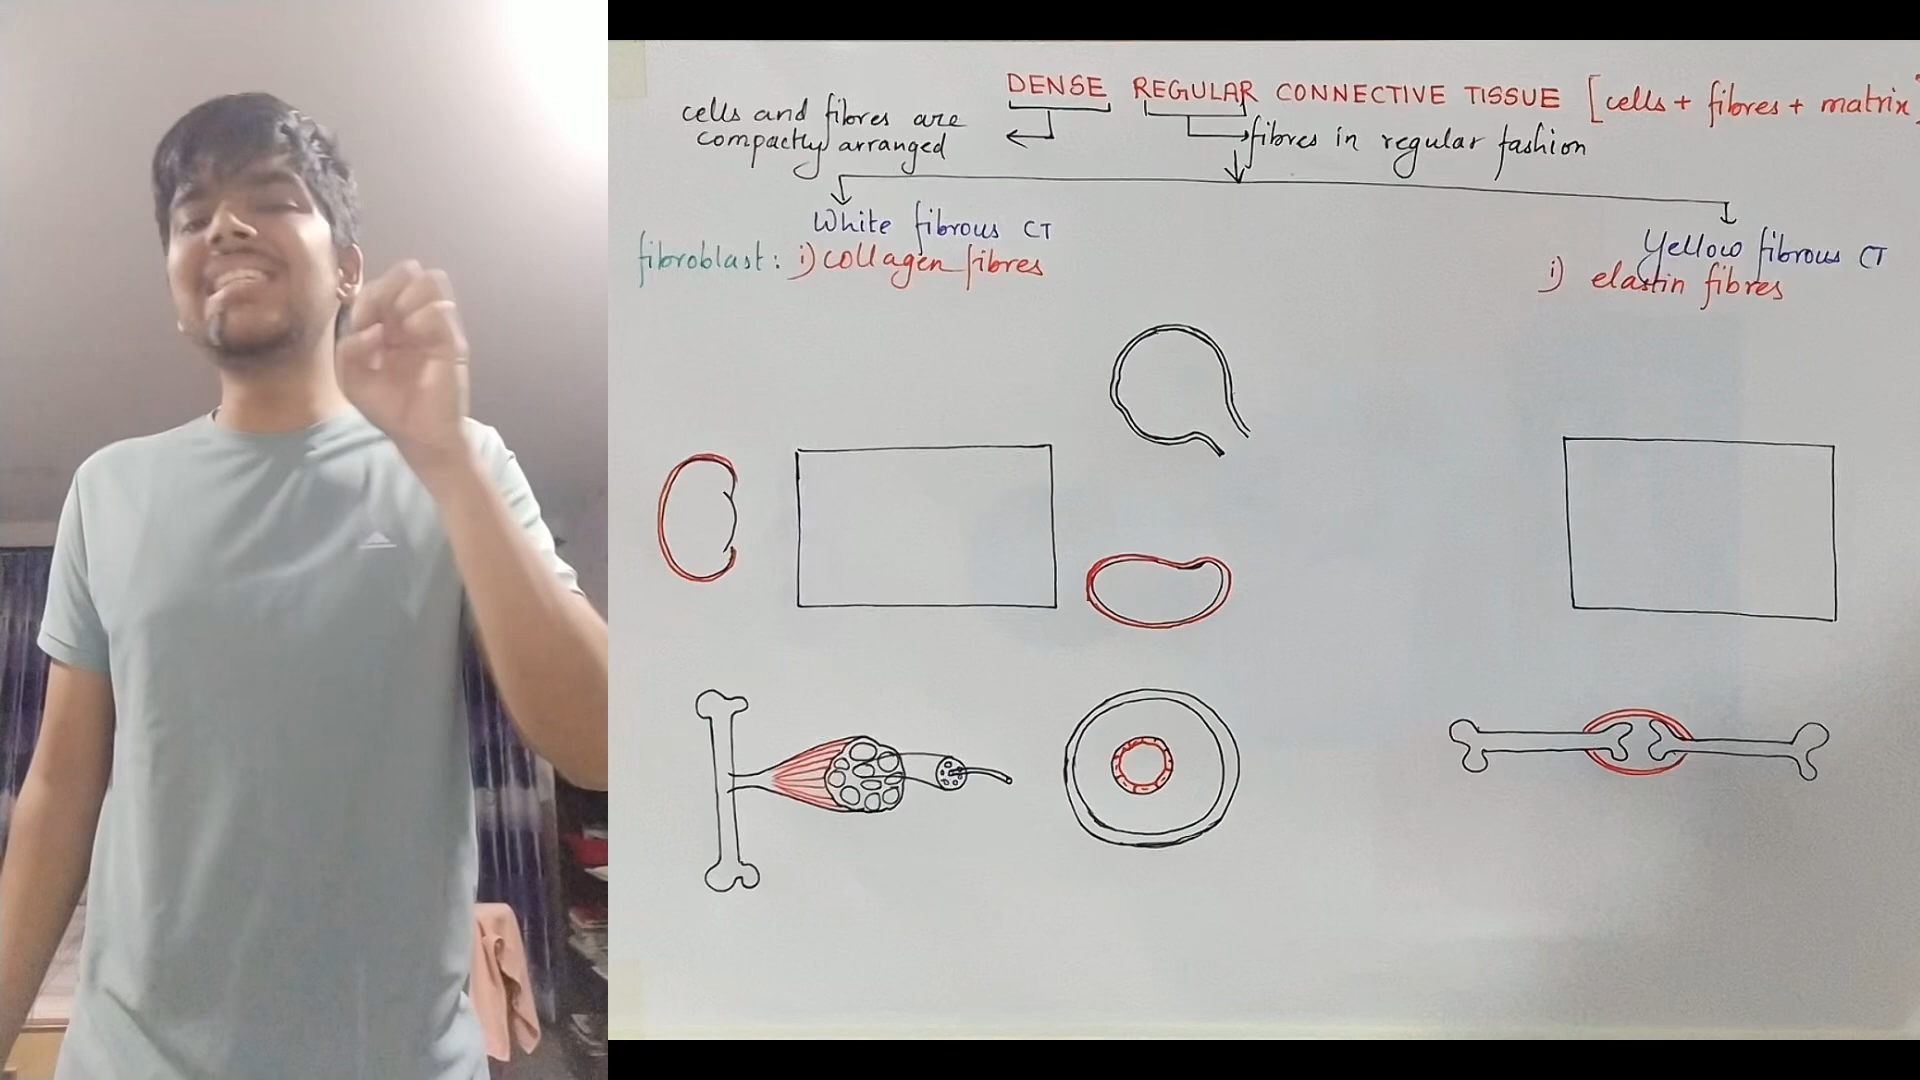 DENSE REGULAR CONNECTIVE TISSUE [cells + fibres + matrix]
cells and fibres are
compactly arranged
fibres in regular fashion
White fibrous CT
fibroblast: i) collagen fibres
Yellow fibrous CT
i) elastin fibres